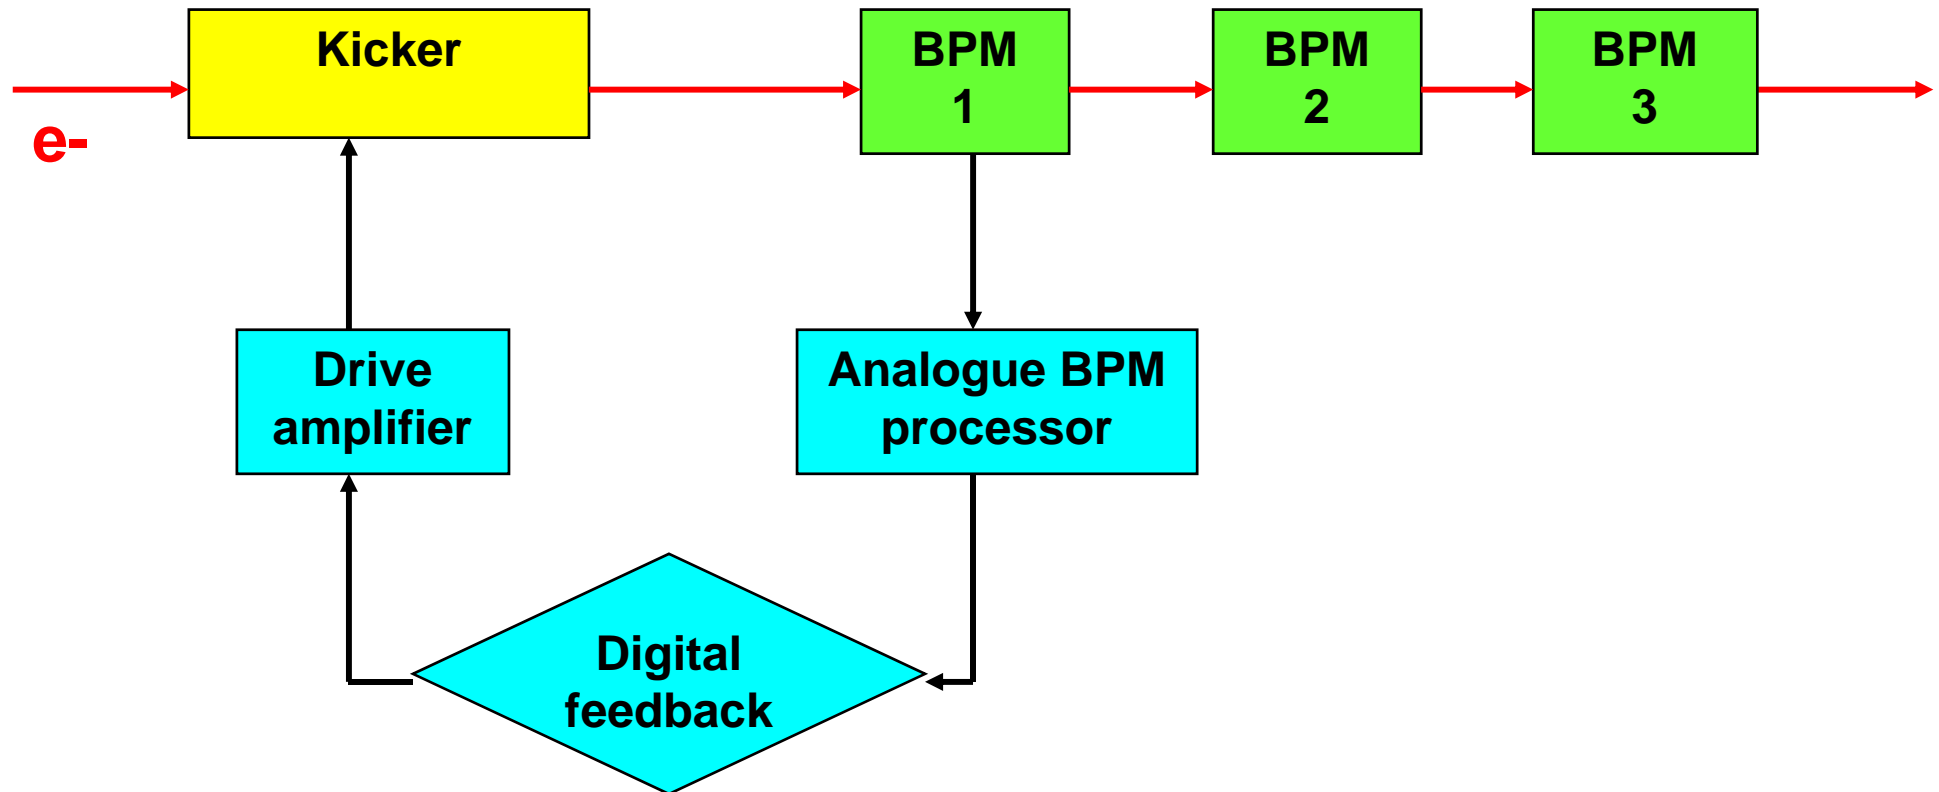 Kicker
BPM
1
BPM
2
BPM
3
e-
Drive
amplifier
Analogue BPM
processor
Digital
feedback